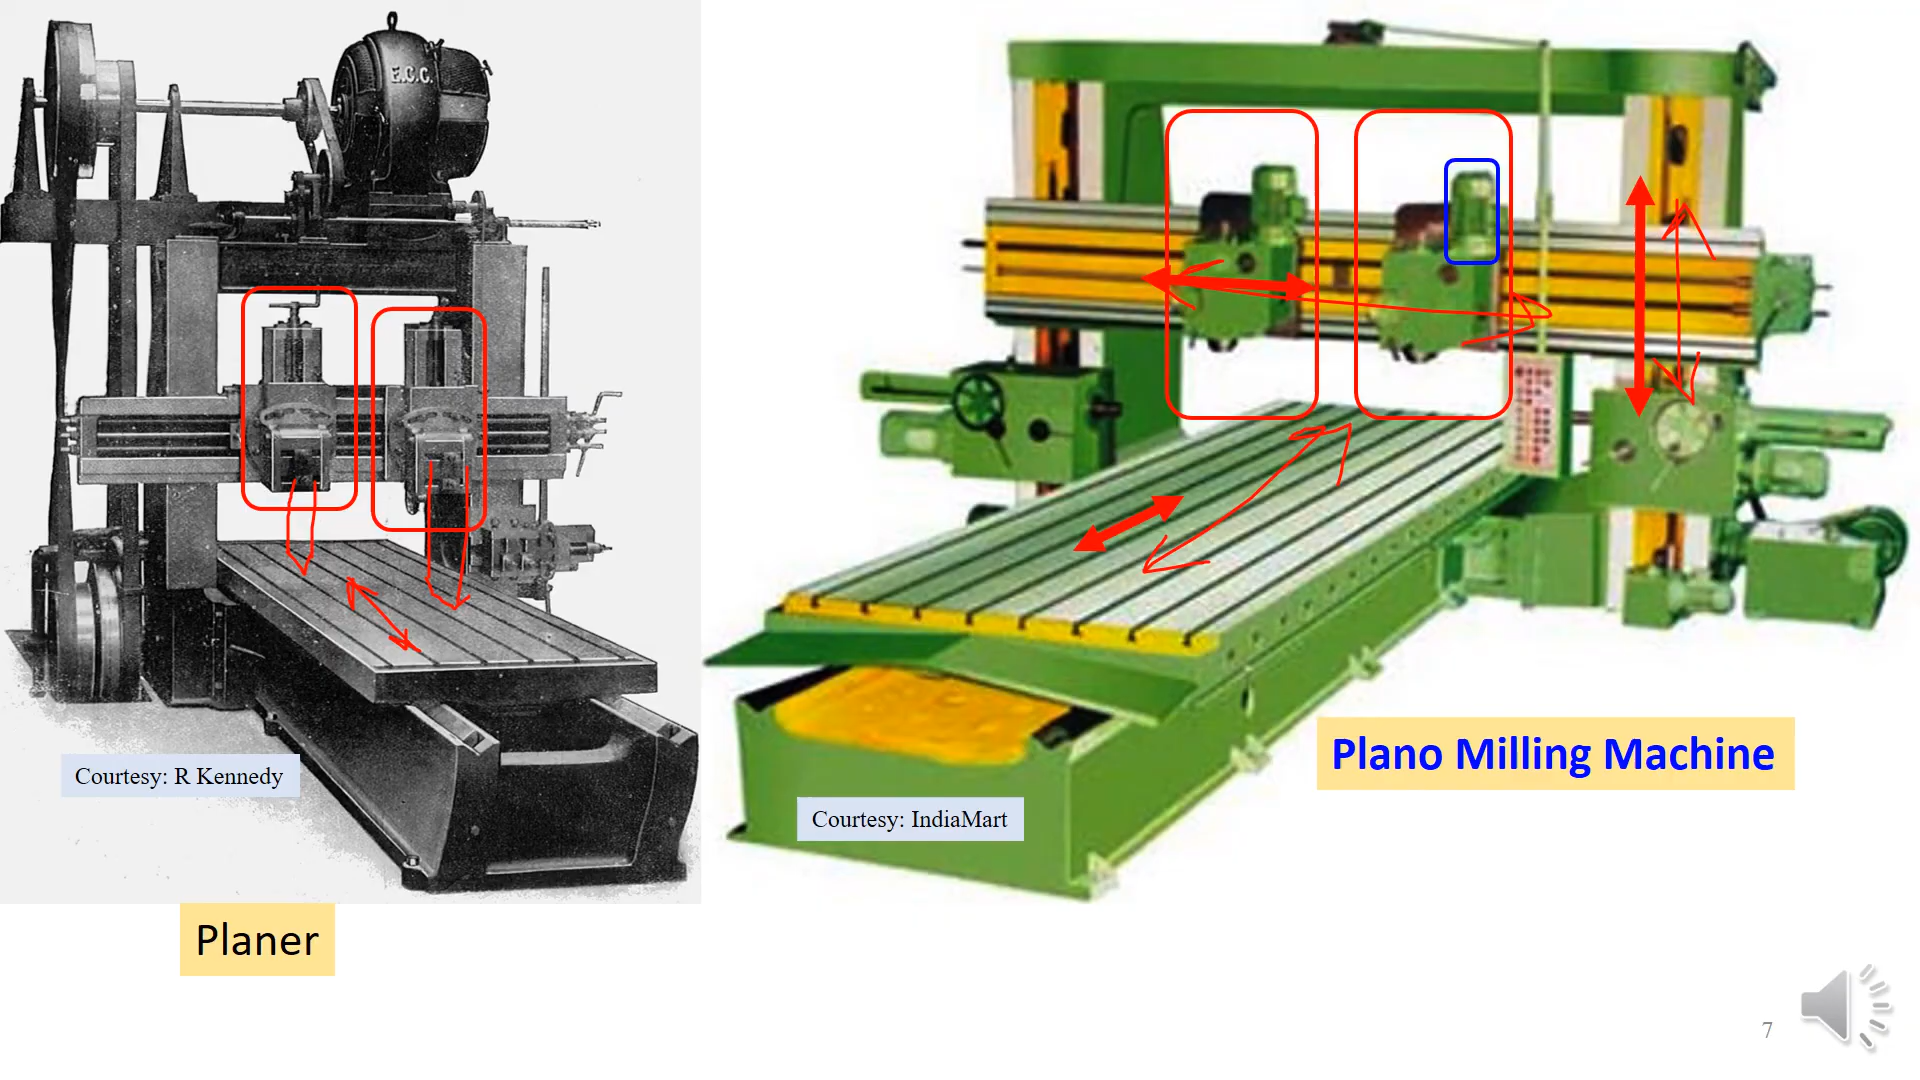 E.C.C.
Courtesy: R Kennedy
Planer
Courtesy: IndiaMart
Plano Milling Machine
7